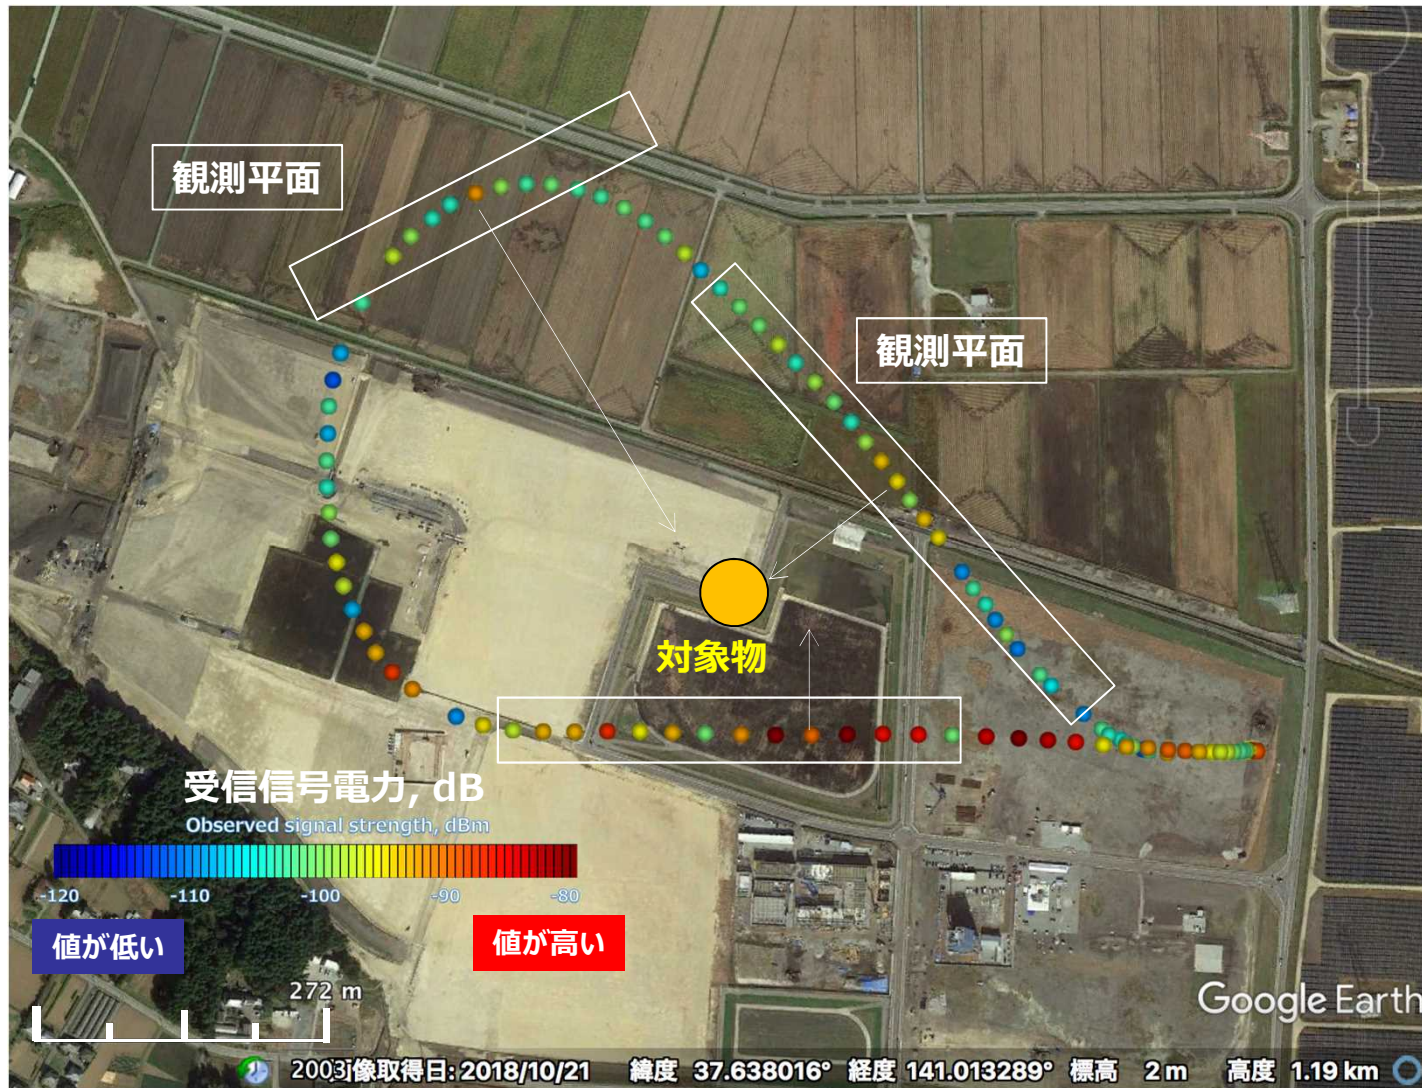 観測平面
観測平面
対象物
受信信号電力, dB
Observed signal strength, dBm
-120 -110 -100 -90 -80
値が低い
値が高い
272 m
Google Earth
2003
像取得日: 2018/10/21 緯度 37.638016° 経度 141.013289° 標高 2 m 高度 1.19 km